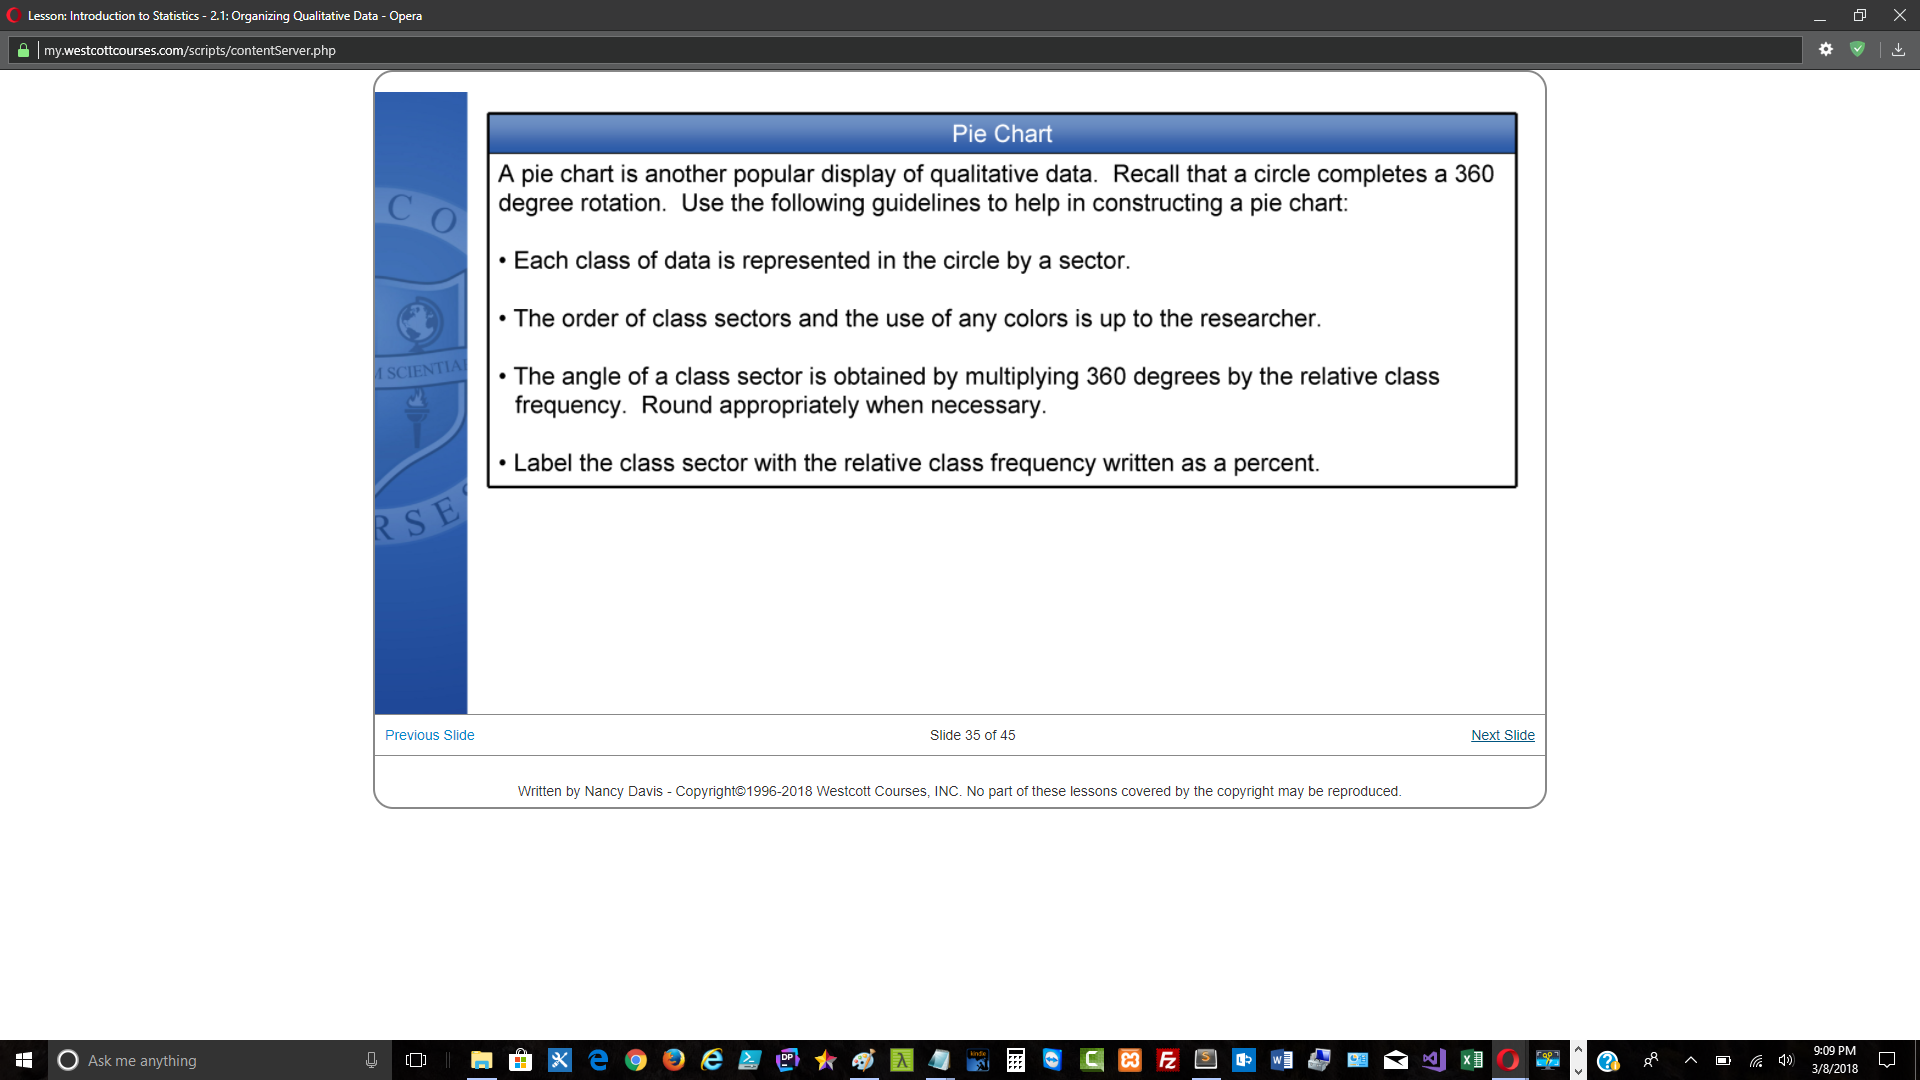 Lesson: Introduction to Statistics - 2.1: Organizing Qualitative Data - Opera
my.westcottcourses.com/scripts/contentServer.php
C O
M SCIENTIA
R S E S
Pie Chart
A pie chart is another popular display of qualitative data.  Recall that a circle completes a 360
degree rotation.  Use the following guidelines to help in constructing a pie chart:
• Each class of data is represented in the circle by a sector.
• The order of class sectors and the use of any colors is up to the researcher.
• The angle of a class sector is obtained by multiplying 360 degrees by the relative class
frequency.  Round appropriately when necessary.
• Label the class sector with the relative class frequency written as a percent.
Previous Slide
Slide 35 of 45
Next Slide
Written by Nancy Davis - Copyright©1996-2018 Westcott Courses, INC. No part of these lessons covered by the copyright may be reproduced.
Ask me anything
9:09 PM
3/8/2018